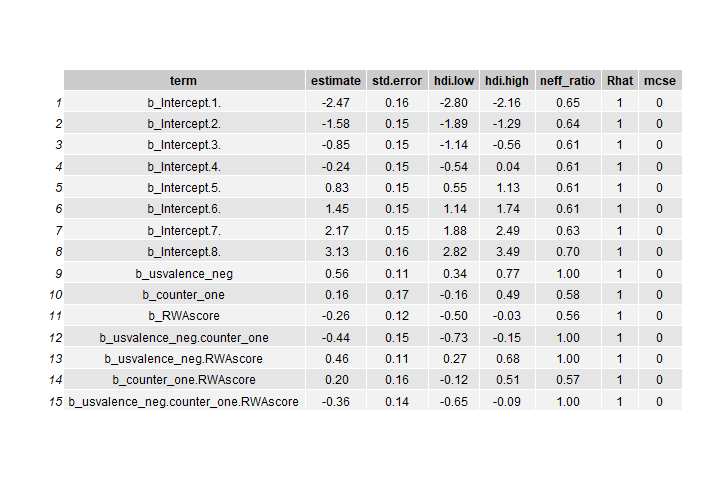 term estimate std.error hdi.low hdi.high neff_ratio Rhat mcse
1 b_Intercept.1. -2.47 0.16 -2.80 -2.16 0.65 1 0
2 b_Intercept.2. -1.58 0.15 -1.89 -1.29 0.64 1 0
3 b_Intercept.3. -0.85 0.15 -1.14 -0.56 0.61 1 0
4 b_Intercept.4. -0.24 0.15 -0.54 0.04 0.61 1 0
5 b_Intercept.5. 0.83 0.15 0.55 1.13 0.61 1 0
6 b_Intercept.6. 1.45 0.15 1.14 1.74 0.61 1 0
7 b_Intercept.7. 2.17 0.15 1.88 2.49 0.63 1 0
8 b_Intercept.8. 3.13 0.16 2.82 3.49 0.70 1 0
9 b_usvalence_neg 0.56 0.11 0.34 0.77 1.00 1 0
10 b_counter_one 0.16 0.17 -0.16 0.49 0.58 1 0
11 b_RWAscore -0.26 0.12 -0.50 -0.03 0.56 1 0
12 b_usvalence_neg.counter_one -0.44 0.15 -0.73 -0.15 1.00 1 0
13 b_usvalence_neg.RWAscore 0.46 0.11 0.27 0.68 1.00 1 0
14 b_counter_one.RWAscore 0.20 0.16 -0.12 0.51 0.57 1 0
15 b_usvalence_neg.counter_one.RWAscore -0.36 0.14 -0.65 -0.09 1.00 1 0